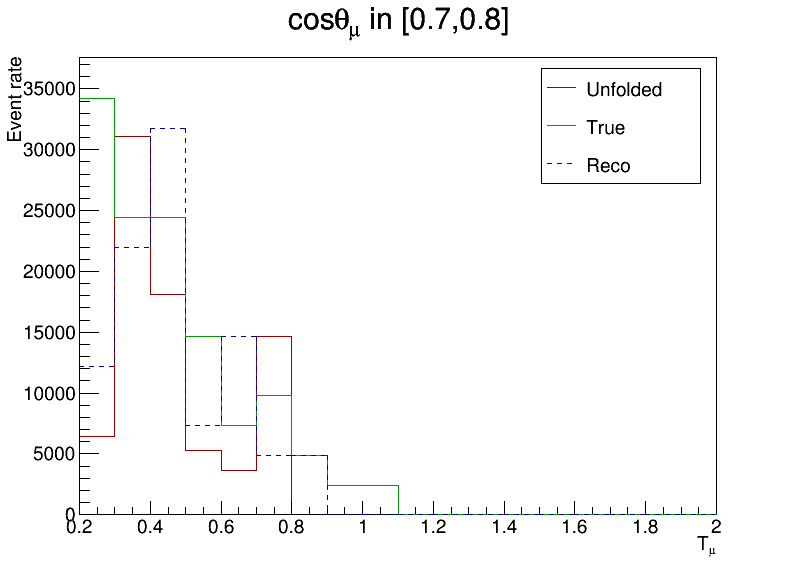 cosθμ in [0.7,0.8]
Event rate
35000
30000
25000
20000
15000
10000
5000
0
Unfolded
True
Reco
0.2 0.4 0.6 0.8 1 1.2 1.4 1.6 1.8 2
Tμ